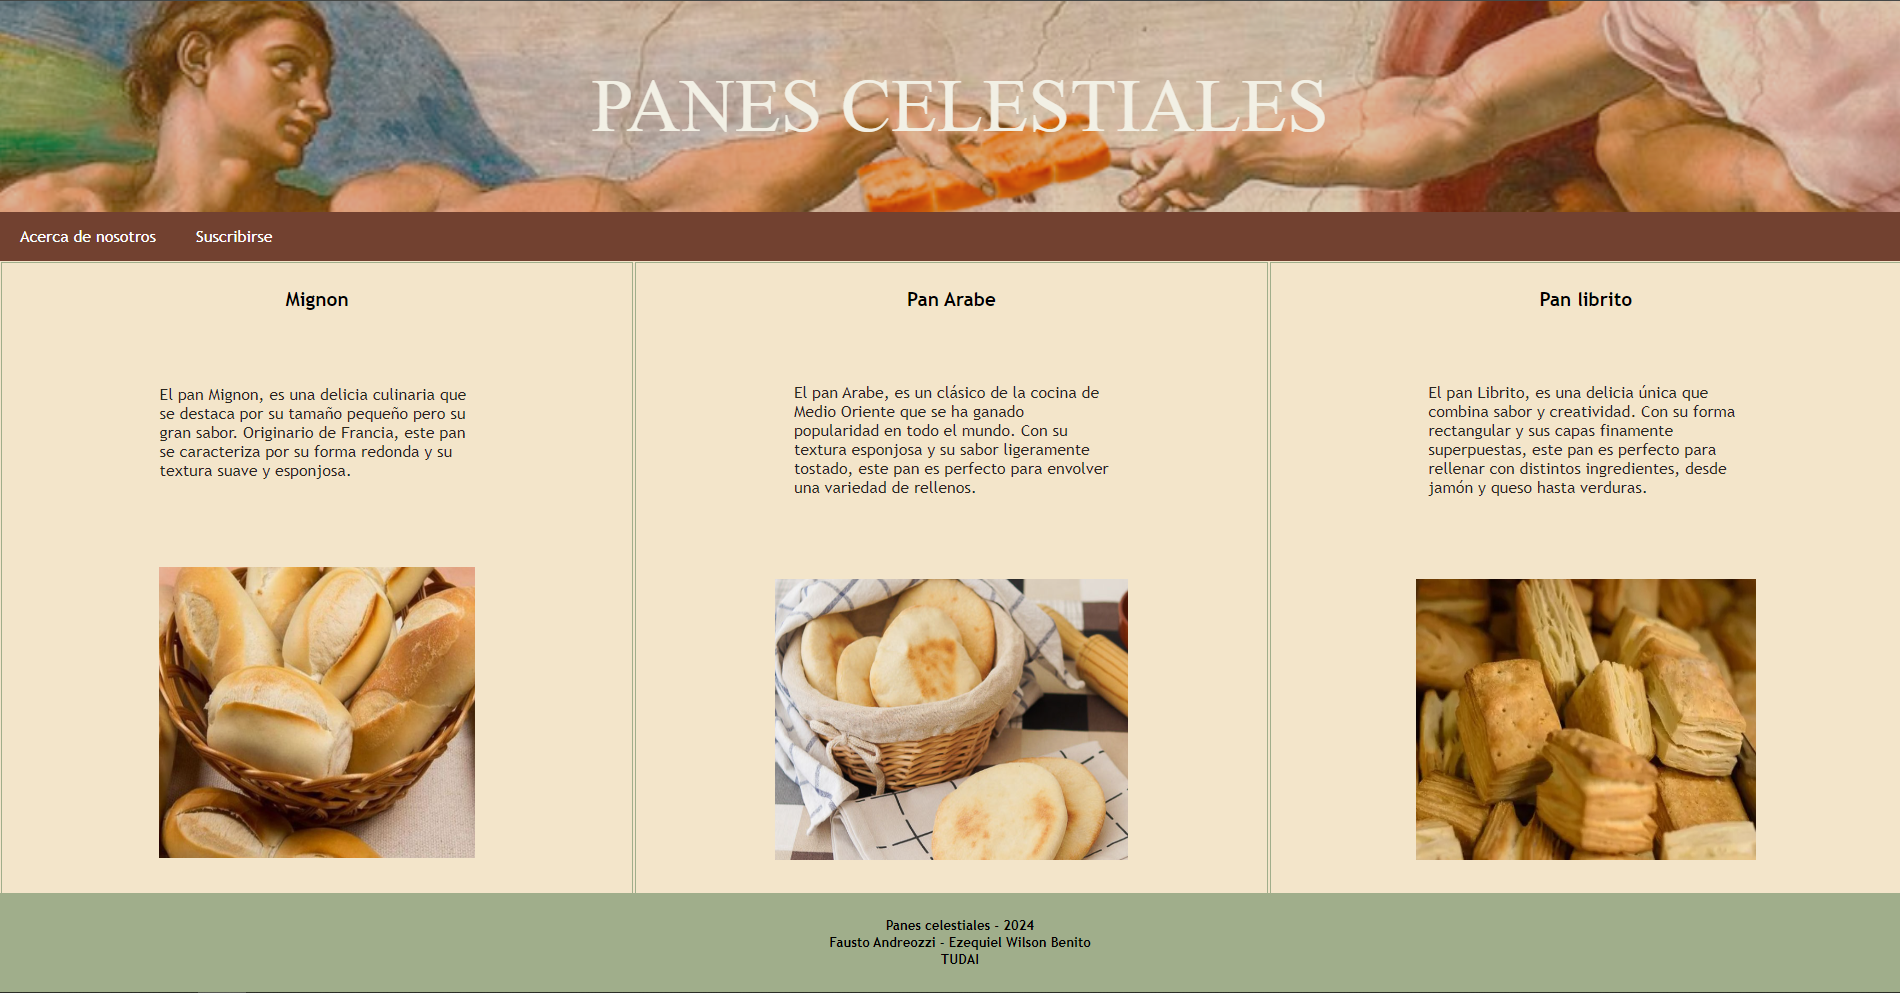 PANES CELESTIALES
Acerca de nosotros
Suscribirse
Mignon
El pan Mignon, es una delicia culinaria que
se destaca por su tamaño pequeño pero su
gran sabor. Originario de Francia, este pan
se caracteriza por su forma redonda y su
textura suave y esponjosa.
Pan Arabe
El pan Arabe, es un clásico de la cocina de
Medio Oriente que se ha ganado
popularidad en todo el mundo. Con su
textura esponjosa y su sabor ligeramente
tostado, este pan es perfecto para envolver
una variedad de rellenos.
Pan librito
El pan Librito, es una delicia única que
combina sabor y creatividad. Con su forma
rectangular y sus capas finamente
superpuestas, este pan es perfecto para
rellenar con distintos ingredientes, desde
jamón y queso hasta verduras.
Panes celestiales - 2024
Fausto Andreozzi - Ezequiel Wilson Benito
TUDAI